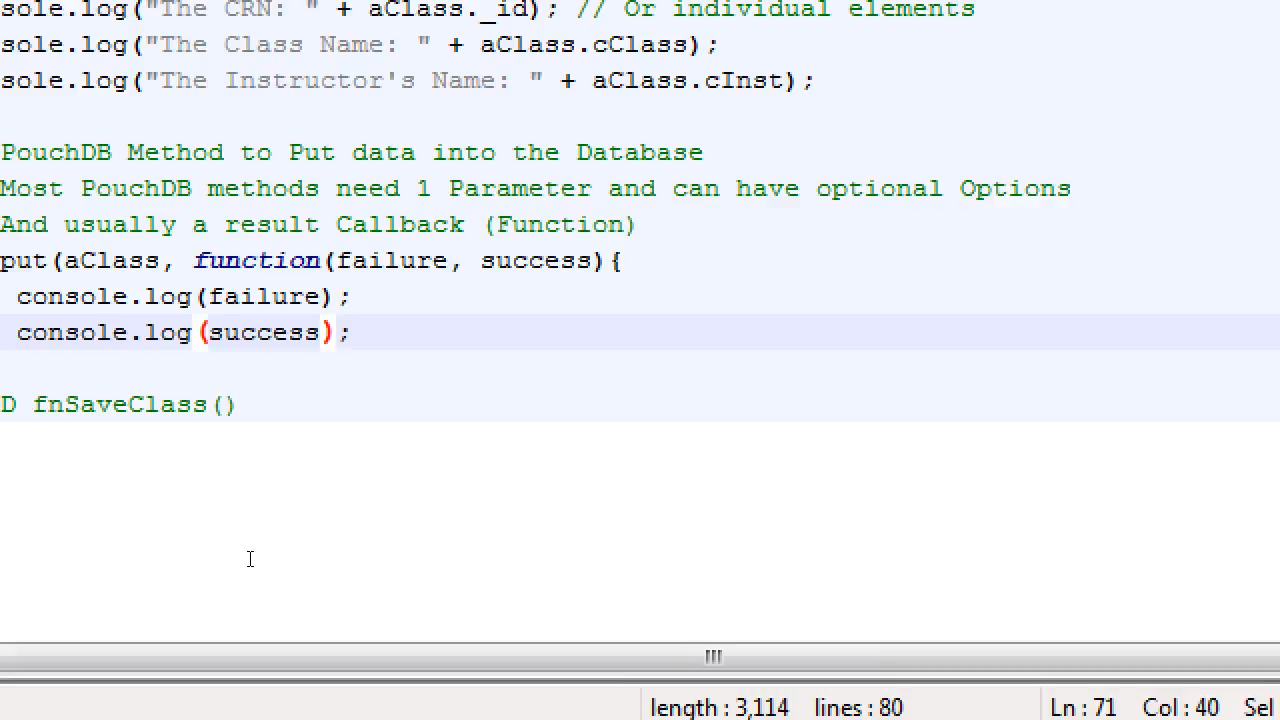 sole.log("The CRN: " + aClass._id); // Or individual elements
sole.log("The Class Name: " + aClass.cClass);
sole.log("The Instructor's Name: " + aClass.cInst);
PouchDB Method to Put data into the Database
Most PouchDB methods need 1 Parameter and can have optional Options
And usually a result Callback (Function)
put(aClass, function(failure, success){
console.log(failure);
console.log(success);
D fnSaveClass()
length : 3,114 lines : 80 Ln : 71 Col : 40 Sel